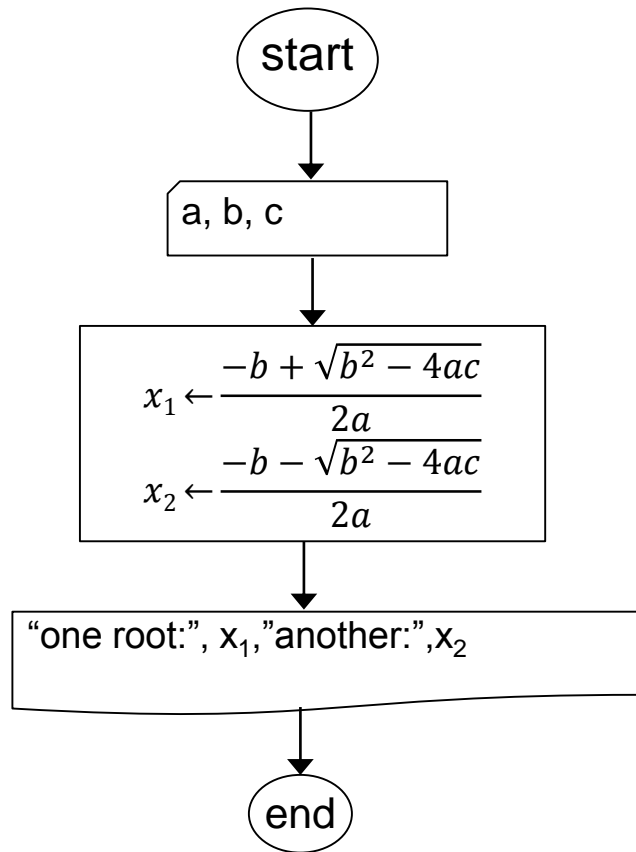 start
a, b, c
x₁ ← (-b + √(b² − 4ac)) / 2a
x₂ ← (-b − √(b² − 4ac)) / 2a
“one root:”, x₁,”another:”,x₂
end